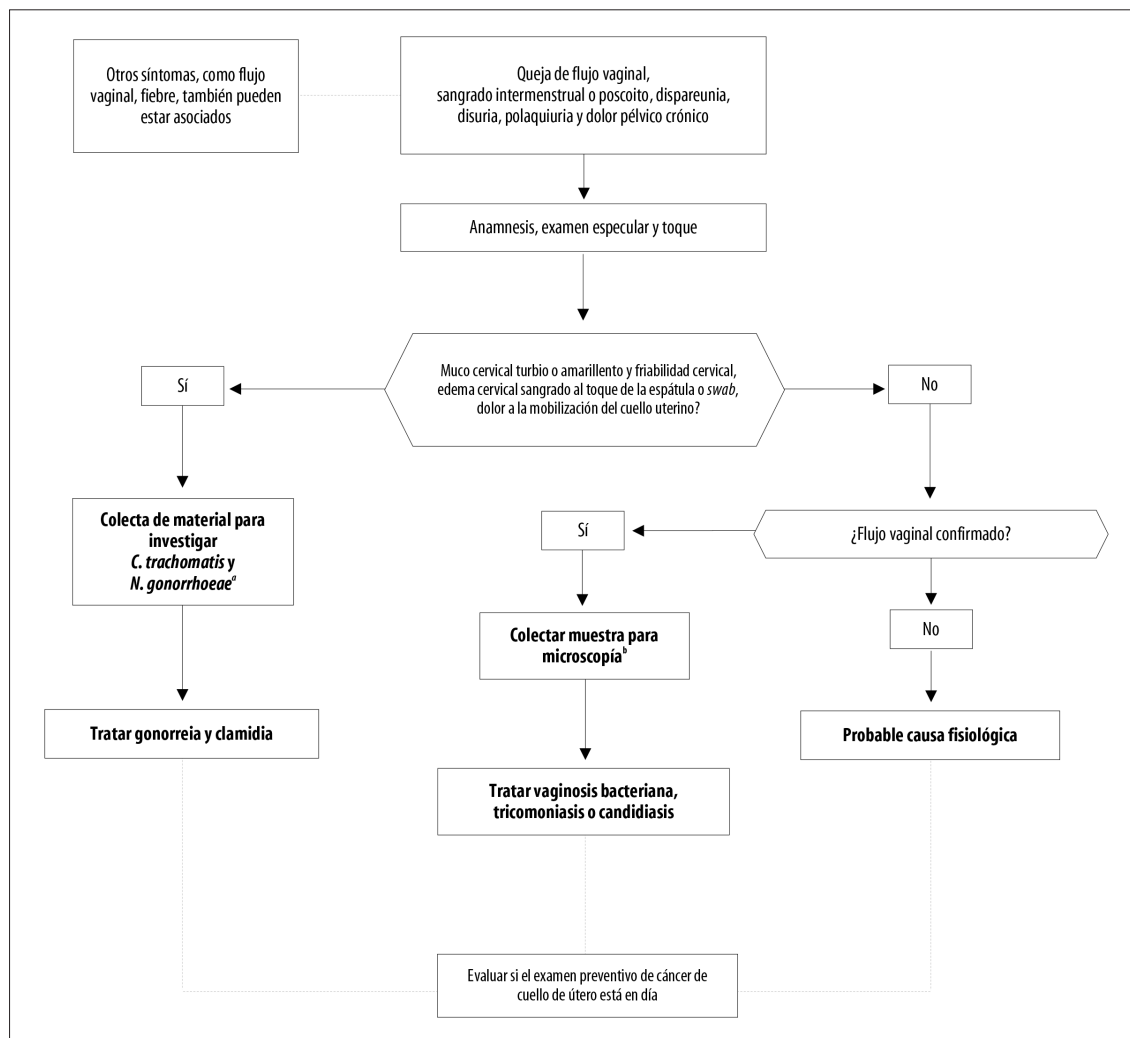 Otros síntomas, como flujo
vaginal, fiebre, también pueden
estar asociados
Queja de flujo vaginal,
sangrado intermenstrual o poscoito, dispareunia,
disuria, polaquiuria y dolor pélvico crónico
Anamnesis, examen especular y toque
Muco cervical turbio o amarillento y friabilidad cervical,
edema cervical sangrado al toque de la espátula o swab,
dolor a la mobilización del cuello uterino?
Sí
No
Colecta de material para
investigar
C. trachomatis y
N. gonorrhoeae^a
Sí
¿Flujo vaginal confirmado?
Colectar muestra para
microscopía^b
No
Tratar gonorreia y clamidia
Probable causa fisiológica
Tratar vaginosis bacteriana,
tricomoniasis o candidiasis
Evaluar si el examen preventivo de cáncer de
cuello de útero está en día